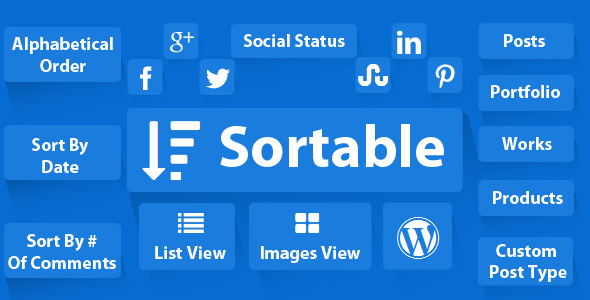 Alphabetical
Order
g+
Social Status
in
Posts
f
Portfolio
Sort By
Date
Sortable
Works
Products
Sort By #
Of Comments
List View
Images View
W
Custom
Post Type